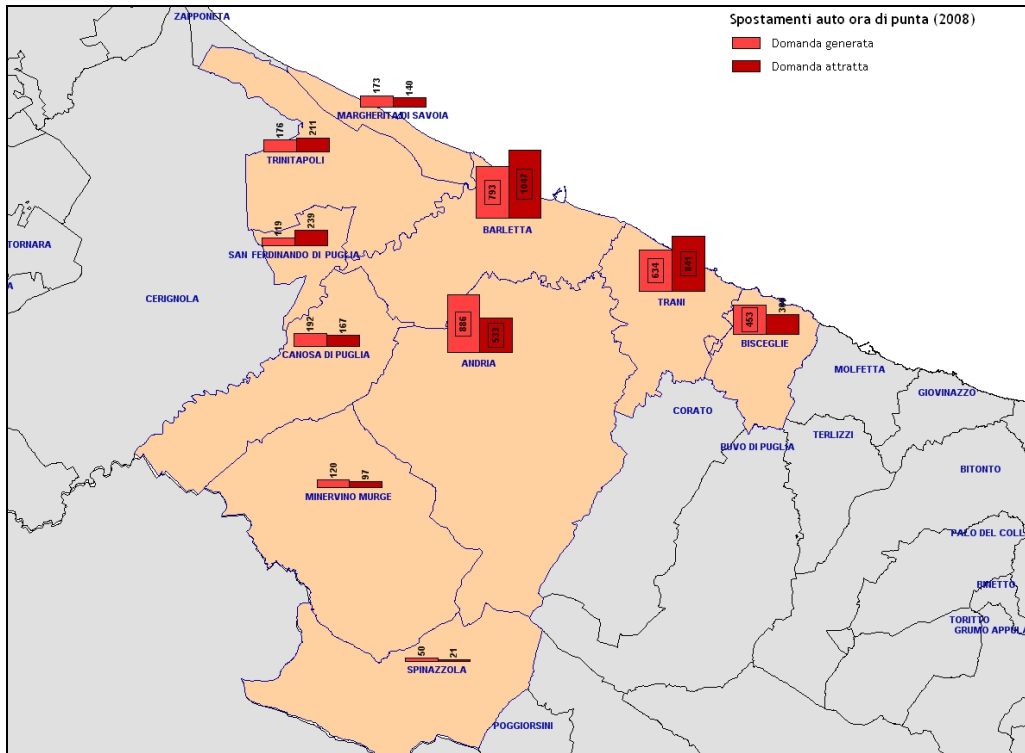 ZAPPONETA
Spostamenti auto ora di punta (2008)
Domanda generata
Domanda attratta
173
140
MARGHERITA DI SAVOIA
176
211
TRINITAPOLI
793
1047
BARLETTA
119
239
SAN FERDINANDO DI PUGLIA
TORNARA
A
CERIGNOLA
634
841
TRANI
453
BISCEGLIE
192
167
CANOSA DI PUGLIA
886
533
ANDRIA
MOLFETTA
GIOVINAZZO
CORATO
RUVO DI PUGLIA
TERLIZZI
BITONTO
120
97
MINERVINO MURGE
PALO DEL COLL
BINETTO
TORITTO
GRUMO APPULA
50
21
SPINAZZOLA
POGGIORSINI